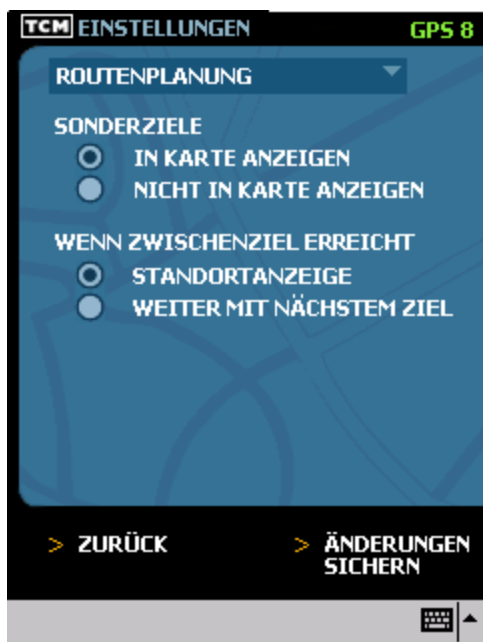 TCM EINSTELLUNGEN GPS 8
ROUTENPLANUNG
SONDERZIELE
IN KARTE ANZEIGEN
NICHT IN KARTE ANZEIGEN
WENN ZWISCHENZIEL ERREICHT
STANDORTANZEIGE
WEITER MIT NÄCHSTEM ZIEL
> ZURÜCK
> ÄNDERUNGEN
SICHERN